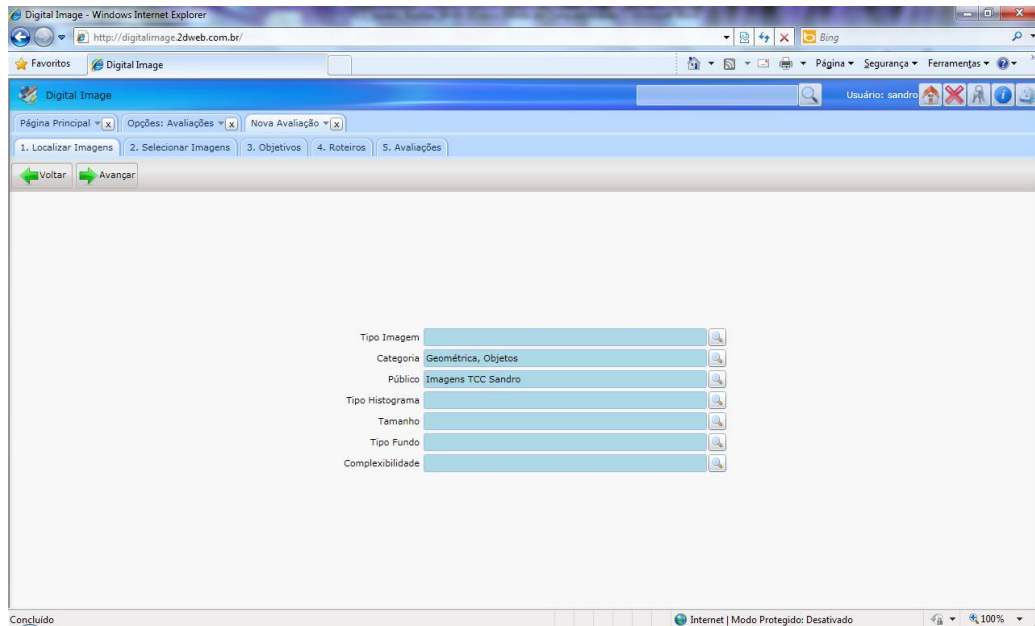 Digital Image - Windows Internet Explorer
http://digitalimage.2dweb.com.br/
Bing
Favoritos
Digital Image
Página
Segurança
Ferramentas
Digital Image
Usuário: sandro
Página Principal x
Opções: Avaliações x
Nova Avaliação x
1. Localizar Imagens
2. Selecionar Imagens
3. Objetivos
4. Roteiros
5. Avaliações
Voltar
Avançar
Tipo Imagem
Categoria Geométrica, Objetos
Público Imagens TCC Sandro
Tipo Histograma
Tamanho
Tipo Fundo
Complexibilidade
Concluído
Internet | Modo Protegido: Desativado
100%